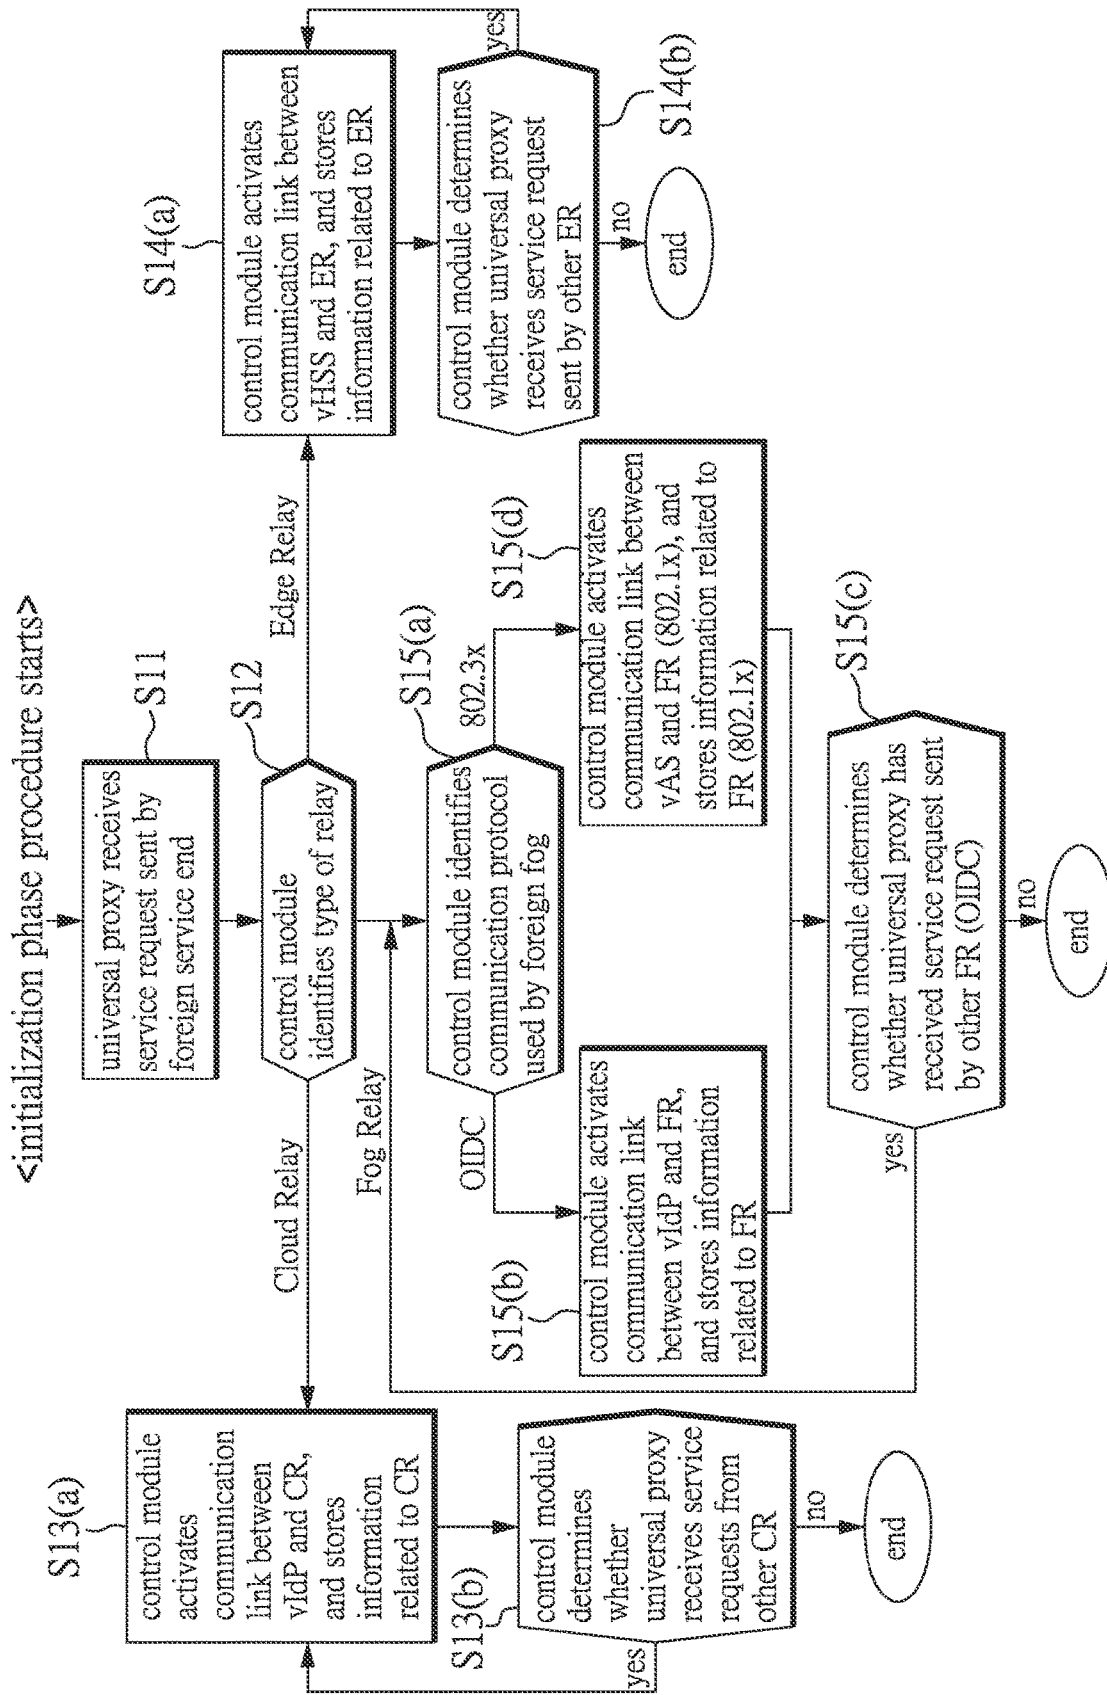 <initialization phase procedure starts>
universal proxy receives
service request sent by
foreign service end
S11
control module
identifies type of relay
S12
Cloud Relay
Fog Relay
Edge Relay
S13(a)
control module
activates
communication
link between
vIdP and CR,
and stores
information
related to CR
S13(b)
control module
determines
whether
universal proxy
receives service
requests from
other CR
yes
no
end
control module identifies
communication protocol
used by foreign fog
S15(a)
OIDC
802.3x
S15(b)
control module activates
communication link
between vIdP and FR,
and stores information
related to FR
S15(d)
control module activates
communication link between
vAS and FR (802.1x), and
stores information related to
FR (802.1x)
S15(c)
control module determines
whether universal proxy has
received service request sent
by other FR (OIDC)
yes
no
end
S14(a)
control module activates
communication link between
vHSS and ER, and stores
information related to ER
control module determines
whether universal proxy
receives service request
sent by other ER
S14(b)
yes
no
end